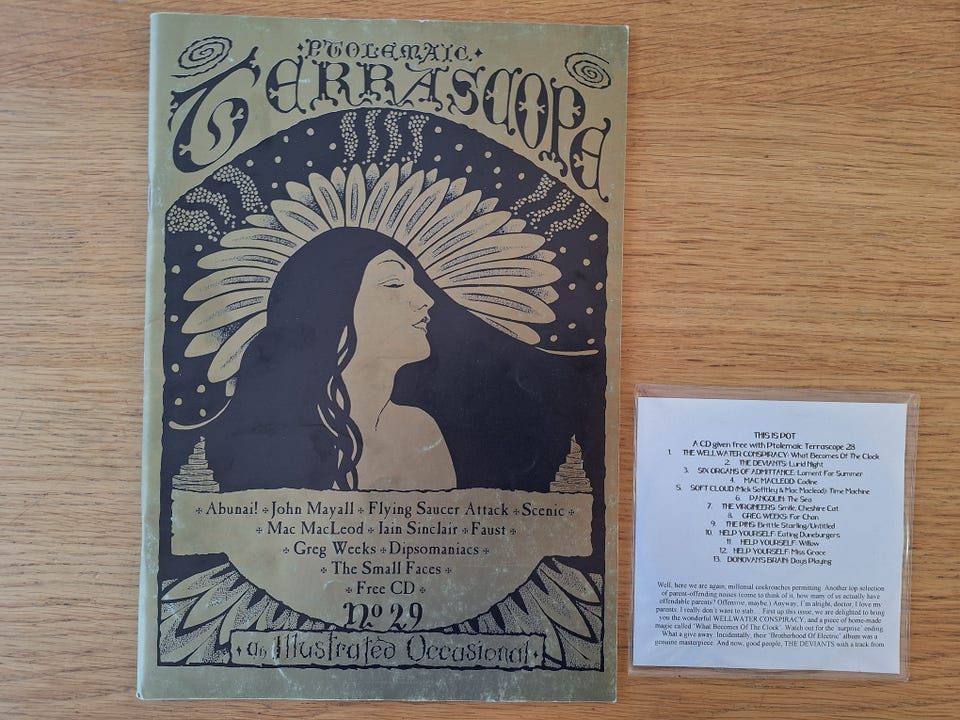 PTOLEMAIC
TERRASCOPE
Abunai! John Mayall Flying Saucer Attack Scenic
Mac MacLeod Iain Sinclair Faust
Greg Weeks Dipsomaniacs
The Small Faces
Free CD
Nº 29
an Illustrated Occasional
THIS IS POT
A CD given free with Ptolemaic Terrascope 28
1. THE WELLWATER CONSPIRACY: What Becomes Of The Clock
2. THE DEVIANTS: Lurid Night
3. SIX ORGANS OF ADMITTANCE: Lament For Summer
4. MAC MACLEOD: Codine
5. SOFT CLOUD (Mick Softley & Mac Macleod): Time Machine
6. PANGOLIN: The Sea
7. THE VIRGINEERS: Smile, Cheshire Cat
8. GREG WEEKS: For Chan
9. THE PINS: Brittle Starling/Untitled
10. HELP YOURSELF: Eating Duneburgers
11. HELP YOURSELF: Willow
12. HELP YOURSELF: Miss Grace
13. DONOVAN'S BRAIN: Days Playing
Well, here we are again, millenial cockroaches permitting. Another top selection
of parent-offending noises (come to think of it, how many of us actually have
offendable parents? Offensive, maybe.) Anyway; I'm alright, doctor, I love my
parents. I really don't want to stab... First up this issue, we are delighted to bring
you the wonderful WELLWATER CONSPIRACY, and a piece of home-made
magic called 'What Becomes Of The Clock'. Watch out for the 'surprise' ending.
What a give away. Incidentally, their 'Brotherhood Of Electric' album was a
genuine masterpiece. And now, good people, THE DEVIANTS with a track from